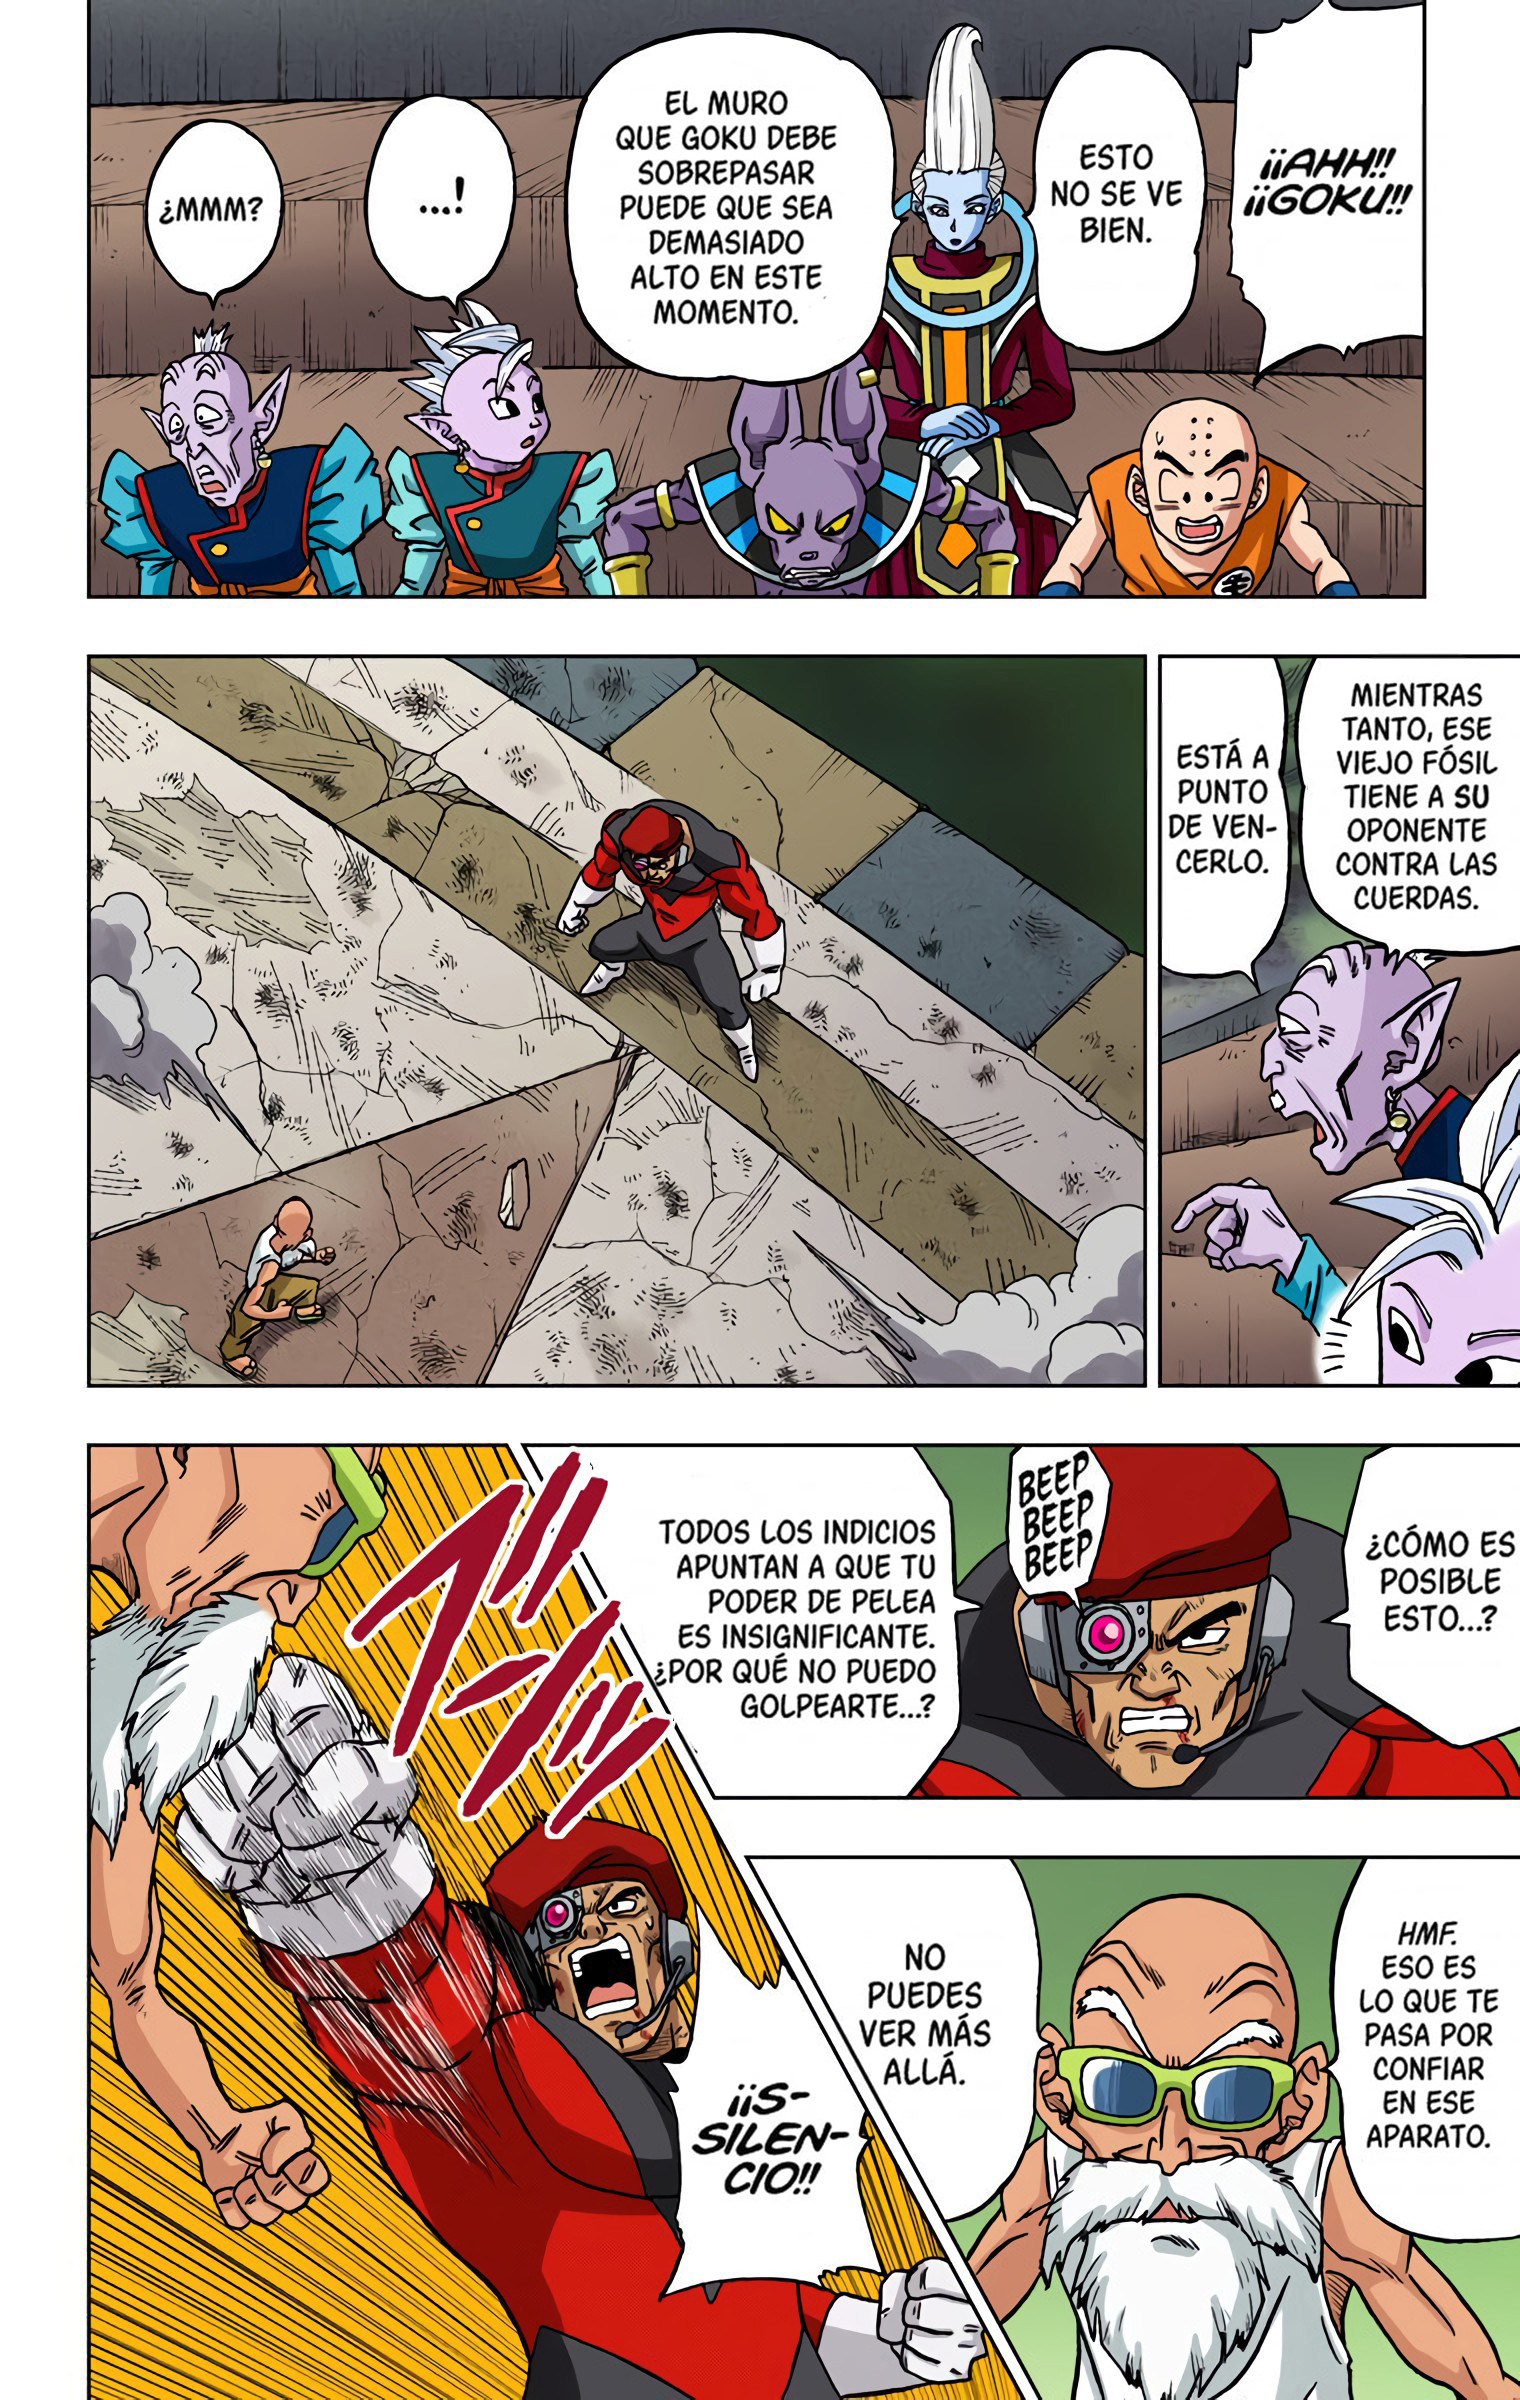 ¡¡AHH!!
¡¡GOKU!!
ESTO
NO SE VE
BIEN.
EL MURO
QUE GOKU DEBE
SOBREPASAR
PUEDE QUE SEA
DEMASIADO
ALTO EN ESTE
MOMENTO.
...!
¿MMM?
MIENTRAS
TANTO, ESE
VIEJO FÓSIL
TIENE A SU
OPONENTE
CONTRA LAS
CUERDAS.
ESTÁ A
PUNTO
DE VEN-
CERLO.
¿CÓMO ES
POSIBLE
ESTO...?
BEEP
BEEP
BEEP
TODOS LOS INDICIOS
APUNTAN A QUE TU
PODER DE PELEA
ES INSIGNIFICANTE.
¿POR QUÉ NO PUEDO
GOLPEARTE...?
HMF.
ESO ES
LO QUE TE
PASA POR
CONFIAR
EN ESE
APARATO.
NO
PUEDES
VER MÁS
ALLÁ.
¡¡S-
SILEN-
CIO!!